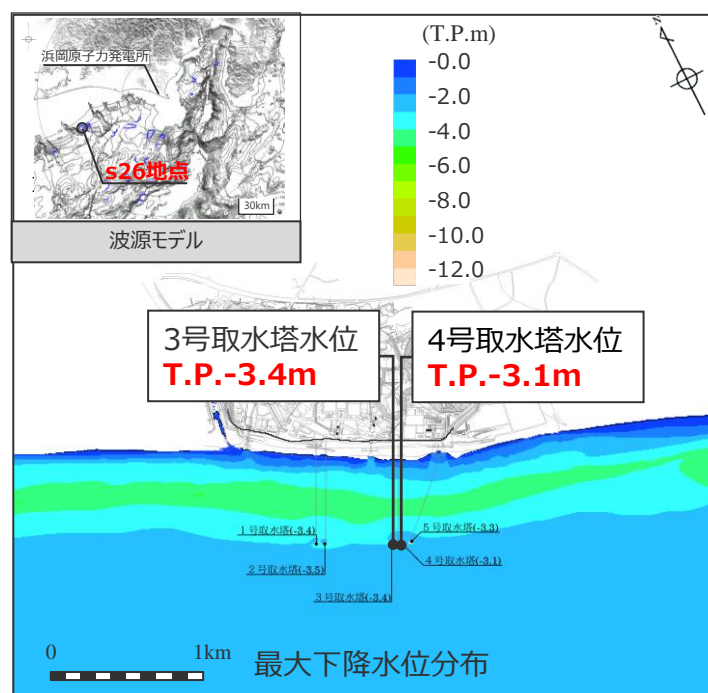 浜岡原子力発電所
s26地点
30km
波源モデル
(T.P.m)
-0.0
-2.0
-4.0
-6.0
-8.0
-10.0
-12.0
N
3号取水塔水位
T.P.-3.4m
4号取水塔水位
T.P.-3.1m
1号取水塔(-3.4)
2号取水塔(-3.5)
3号取水塔(-3.4)
5号取水塔(-3.3)
4号取水塔(-3.1)
0 1km
最大下降水位分布